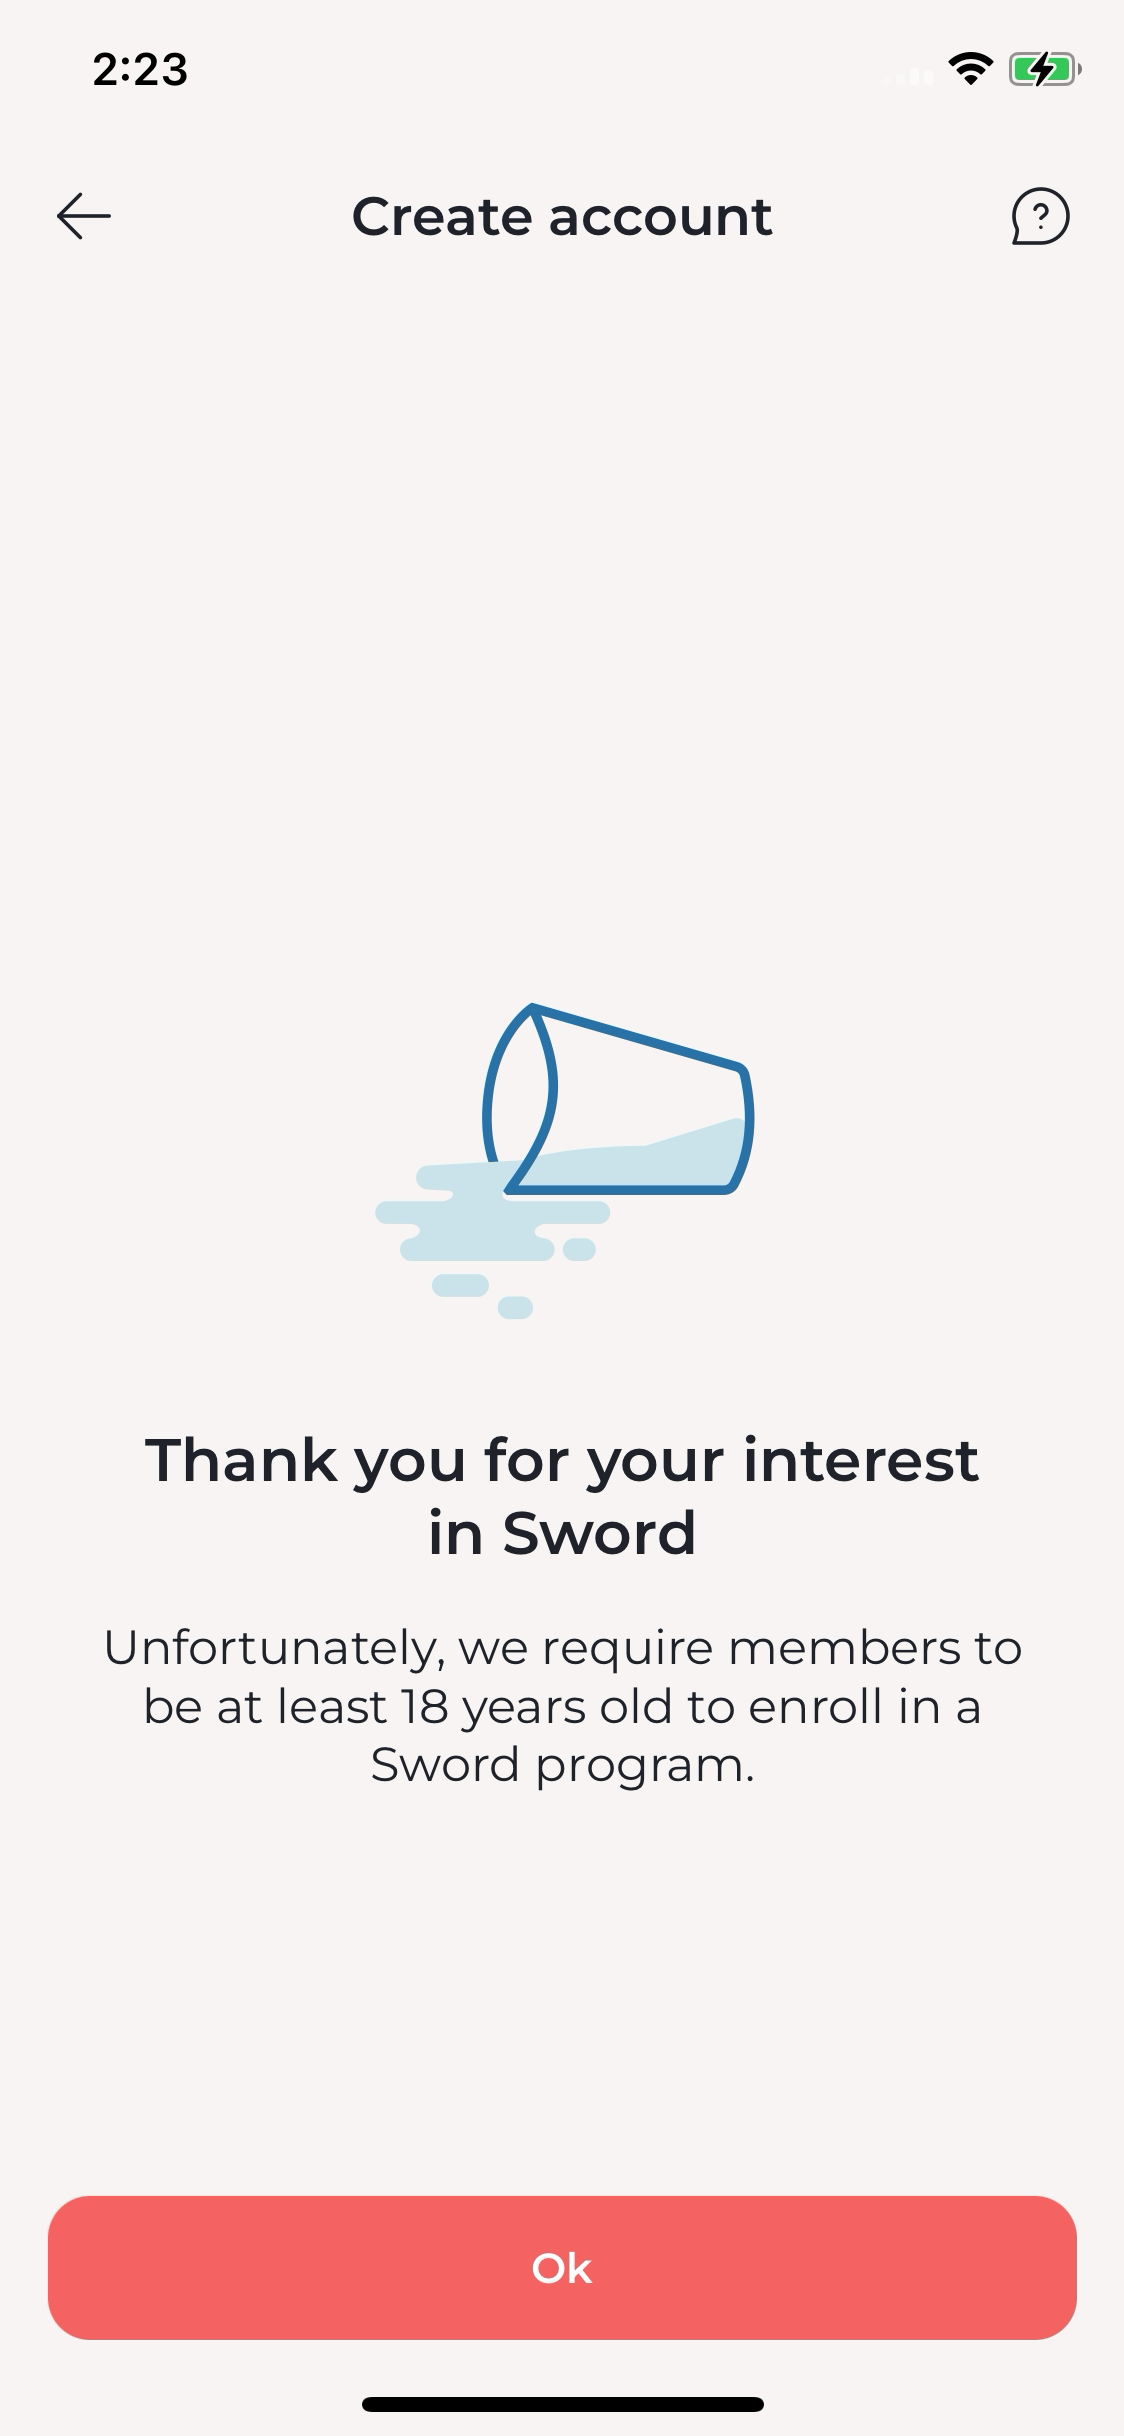 2:23
Create account
?
Thank you for your interest
in Sword
Unfortunately, we require members to
be at least 18 years old to enroll in a
Sword program.
Ok